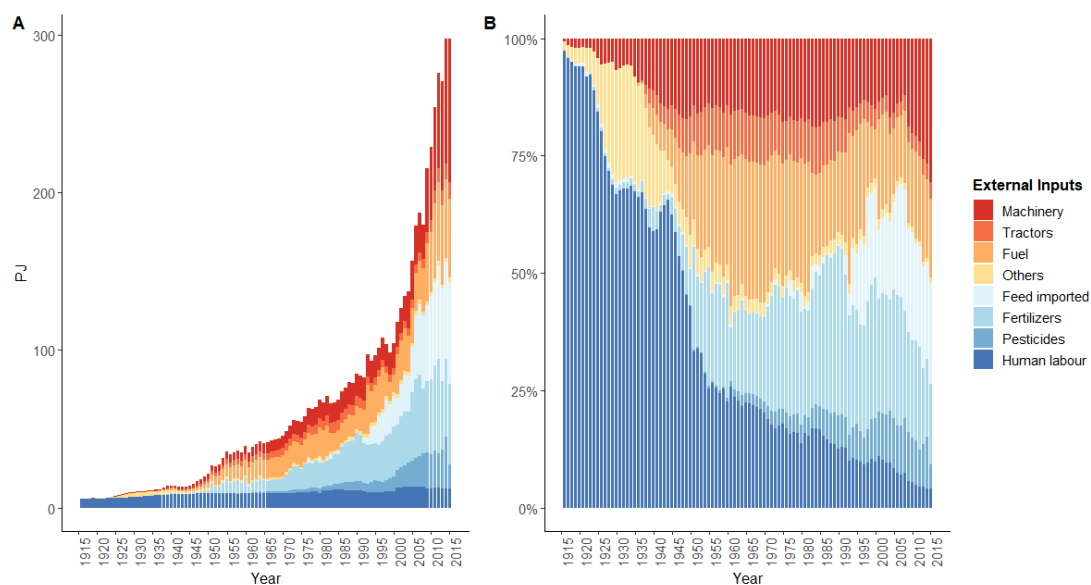 A
PJ
300
200
100
0
1915 1920 1925 1930 1935 1940 1945 1950 1955 1960 1965 1970 1975 1980 1985 1990 1995 2000 2005 2010 2015
Year
B
100%
75%
50%
25%
0%
1915 1920 1925 1930 1935 1940 1945 1950 1955 1960 1965 1970 1975 1980 1985 1990 1995 2000 2005 2010 2015
Year
External Inputs
Machinery
Tractors
Fuel
Others
Feed imported
Fertilizers
Pesticides
Human labour